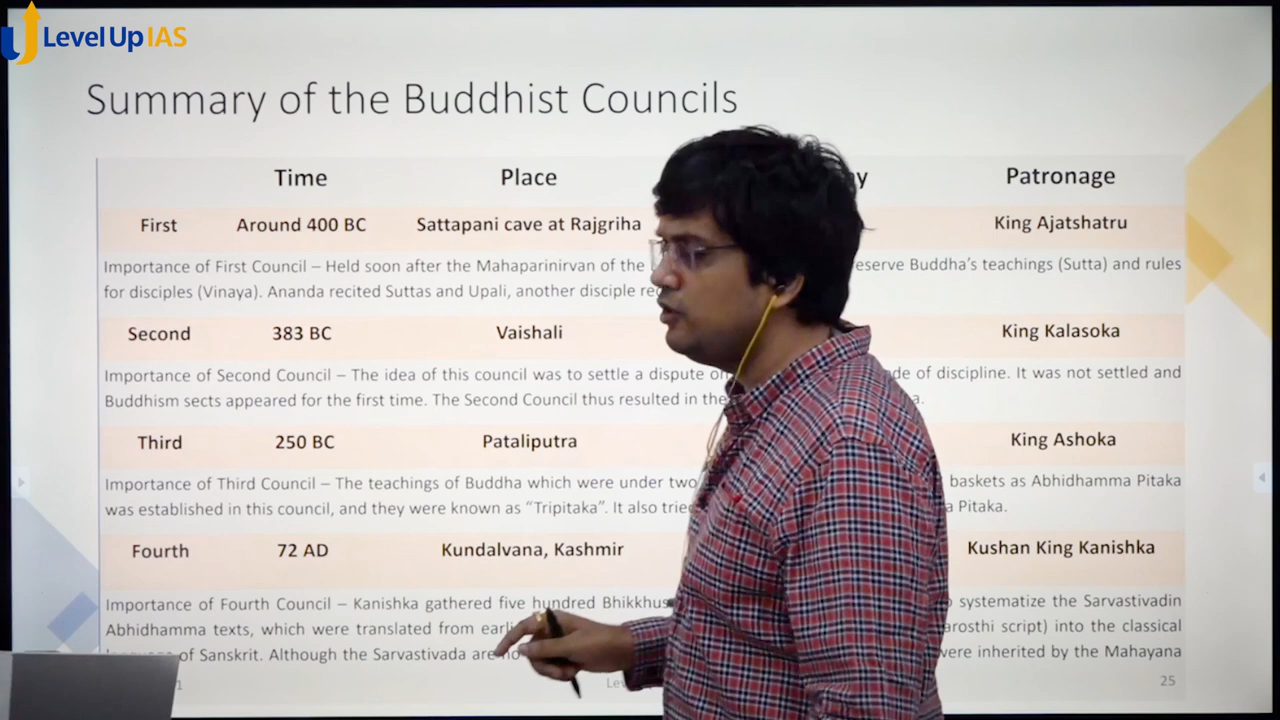 Level Up IAS
Summary of the Buddhist Councils
Time Place Patronage
First Around 400 BC Sattapani cave at Rajgriha King Ajatshatru
Importance of First Council – Held soon after the Mahaparinirvan of the Buddha's teachings (Sutta) and rules
for disciples (Vinaya). Ananda recited Suttas and Upali, another disciple
Second 383 BC Vaishali King Kalasoka
Importance of Second Council – The idea of this council was to settle a dispute of discipline. It was not settled and
Buddhism sects appeared for the first time. The Second Council thus resulted in the
Third 250 BC Pataliputra King Ashoka
Importance of Third Council – The teachings of Buddha which were under two baskets as Abhidhamma Pitaka
was established in this council, and they were known as “Tripitaka”. It also Pitaka.
Fourth 72 AD Kundalvana, Kashmir Kushan King Kanishka
Importance of Fourth Council – Kanishka gathered five hundred Bhikkhus systematize the Sarvastivadin
Abhidhamma texts, which were translated from script) into the classical
of Sanskrit. Although the Sarvastivada are were inherited by the Mahayana
25